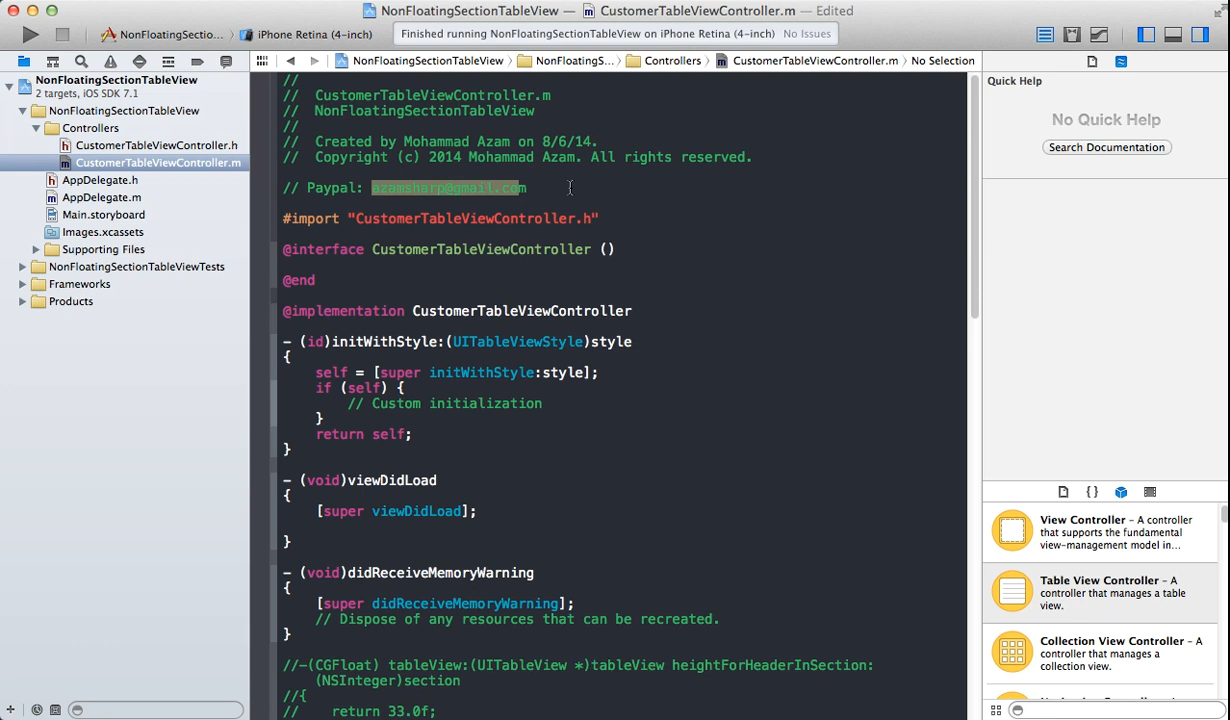 NonFloatingSectionTableView — CustomerTableViewController.m — Edited
NonFloatingSectio... iPhone Retina (4-inch)
Finished running NonFloatingSectionTableView on iPhone Retina (4-inch) No Issues
NonFloatingSectionTableView
2 targets, iOS SDK 7.1
NonFloatingSectionTableView
Controllers
h CustomerTableViewController.h
m CustomerTableViewController.m
h AppDelegate.h
m AppDelegate.m
Main.storyboard
Images.xcassets
Supporting Files
NonFloatingSectionTableViewTests
Frameworks
Products
NonFloatingSectionTableView NonFloatingS... Controllers m CustomerTableViewController.m No Selection
//
//  CustomerTableViewController.m
//  NonFloatingSectionTableView
//
//  Created by Mohammad Azam on 8/6/14.
//  Copyright (c) 2014 Mohammad Azam. All rights reserved.
// Paypal: azamsharp@gmail.com
#import "CustomerTableViewController.h"
@interface CustomerTableViewController ()
@end
@implementation CustomerTableViewController
- (id)initWithStyle:(UITableViewStyle)style
{
self = [super initWithStyle:style];
if (self) {
// Custom initialization
}
return self;
}
- (void)viewDidLoad
{
[super viewDidLoad];
}
- (void)didReceiveMemoryWarning
{
[super didReceiveMemoryWarning];
// Dispose of any resources that can be recreated.
}
//-(CGFloat) tableView:(UITableView *)tableView heightForHeaderInSection:
(NSInteger)section
//{
//    return 33.0f;
Quick Help
No Quick Help
Search Documentation
{ }
View Controller – A controller
that supports the fundamental
view-management model in...
Table View Controller – A
controller that manages a table
view.
Collection View Controller – A
controller that manages a
collection view.